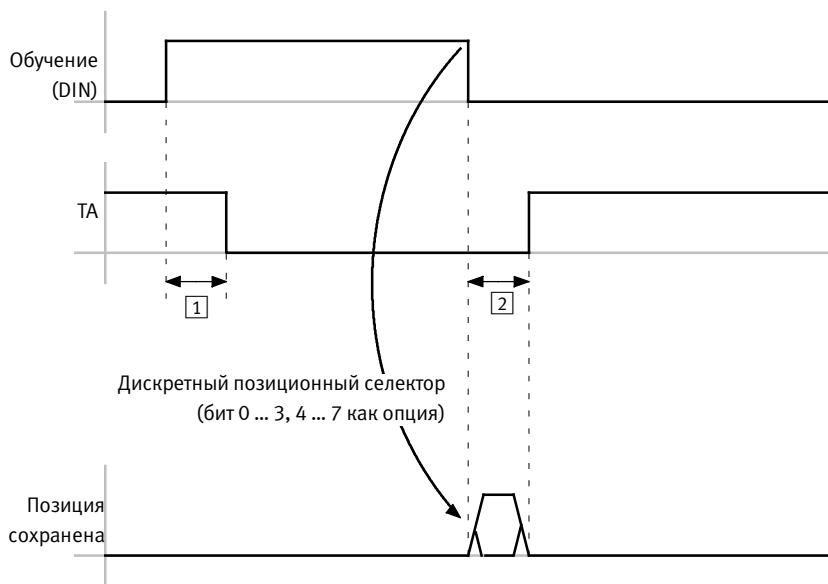 Обучение
(DIN)
TA
1
2
Дискретный позиционный селектор
(бит 0 ... 3, 4 ... 7 как опция)
Позиция
сохранена